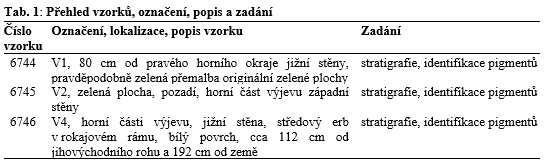 Tab. 1: Přehled vzorků, označení, popis a zadání
Číslo vzorku Označení, lokalizace, popis vzorku Zadání
6744 V1, 80 cm od pravého horního okraje jižní stěny, stratigrafie, identifikace pigmentů
pravděpodobně zelená přemalba originální zelené plochy
6745 V2, zelená plocha, pozadí, horní část výjevu západní stratigrafie, identifikace pigmentů
stěny
6746 V4, horní části výjevu, jižní stěna, středový erb stratigrafie, identifikace pigmentů
v rokajovém rámu, bílý povrch, cca 112 cm od
jihovýchodního rohu a 192 cm od země